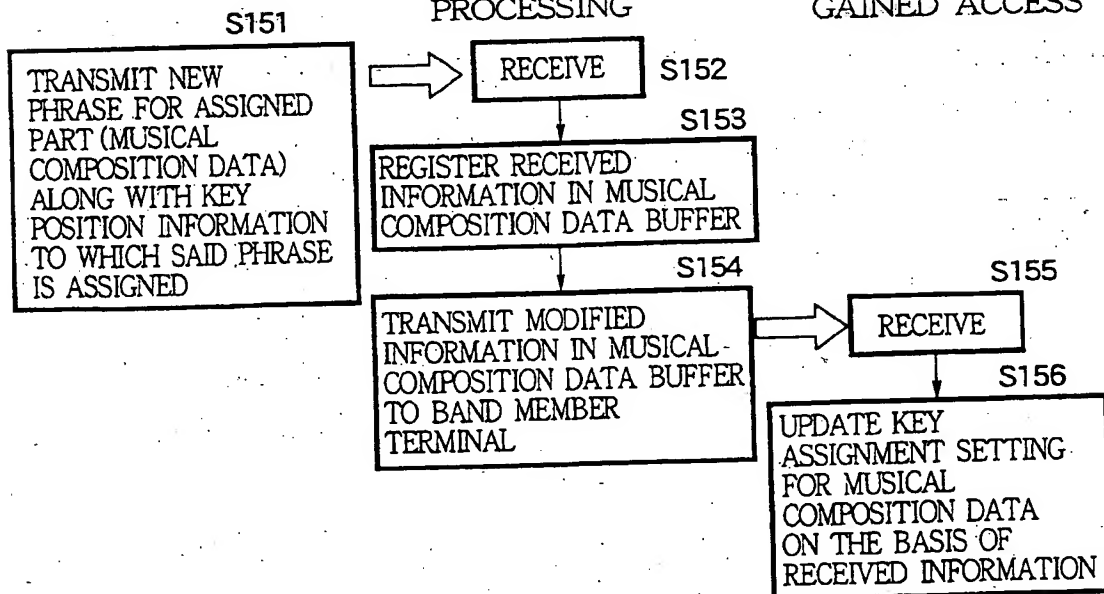 PROCESSING
GAINED ACCESS
S151
TRANSMIT NEW
PHRASE FOR ASSIGNED
PART (MUSICAL
COMPOSITION DATA)
ALONG WITH KEY
POSITION INFORMATION
TO WHICH SAID PHRASE
IS ASSIGNED
RECEIVE
S152
S153
REGISTER RECEIVED
INFORMATION IN MUSICAL
COMPOSITION DATA BUFFER
S154
TRANSMIT MODIFIED
INFORMATION IN MUSICAL
COMPOSITION DATA BUFFER
TO BAND MEMBER
TERMINAL
S155
RECEIVE
S156
UPDATE KEY
ASSIGNMENT SETTING
FOR MUSICAL
COMPOSITION DATA
ON THE BASIS OF
RECEIVED INFORMATION